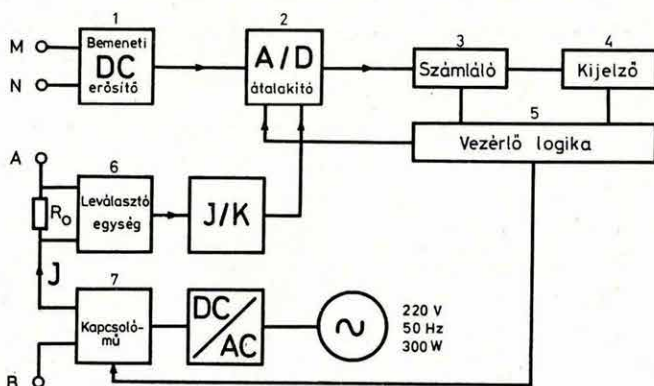 1
M
N
Bemeneti
DC
erősítő
2
A/D
átalakító
3
Számláló
4
Kijelző
5
Vezérlő logika
A
R₀
J
B
6
Leválasztó
egység
J/K
7
Kapcsoló-
mű
DC
AC
~
220 V
50 Hz
300 W